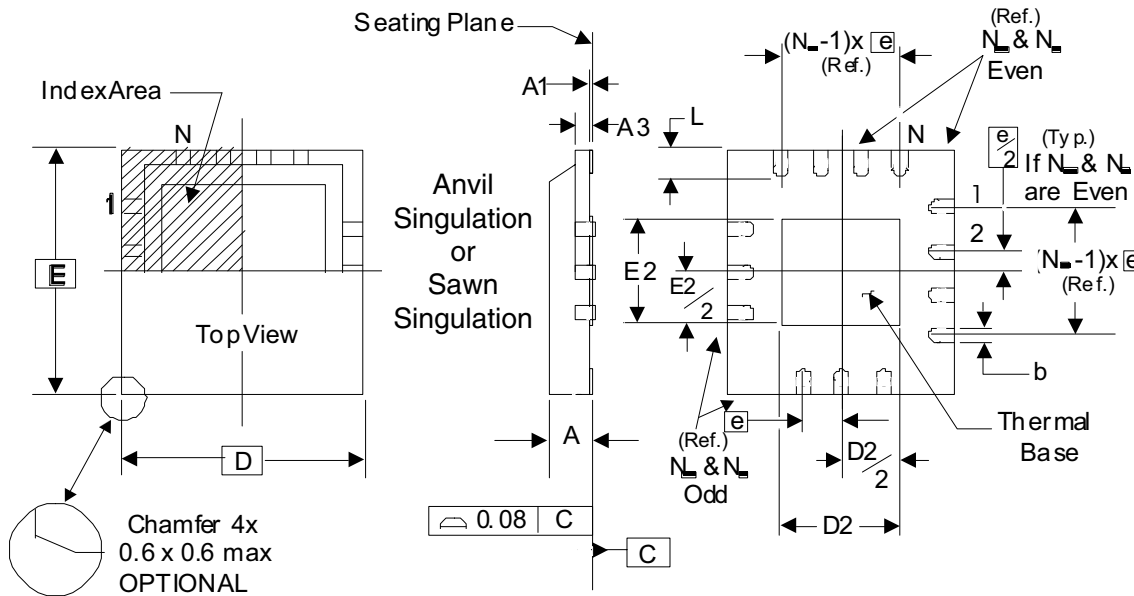 Seating Plane
(Ref.)
N & N
Even
(N -1)x e
(Ref.)
Index Area
A1
A3
L
N
N
e/2
(Typ.)
If N & N
are Even
1
1
2
Anvil
Singulation
or
Sawn
Singulation
E
E2
E2/2
(N -1)x e
(Ref.)
Top View
b
A
e
(Ref.)
N & N
Odd
D2/2
Thermal
Base
D
D2
0.08 C
C
Chamfer 4x
0.6 x 0.6 max
OPTIONAL